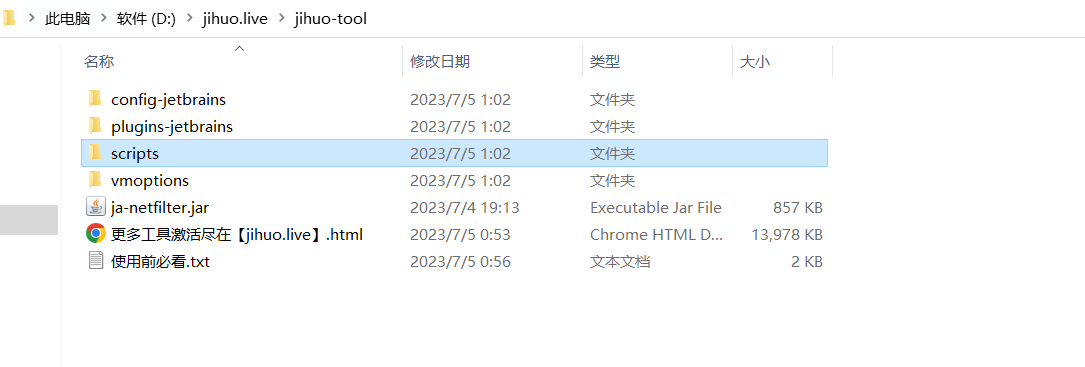 此电脑 > 软件 (D:) > jihuo.live > jihuo-tool
名称 修改日期 类型 大小
config-jetbrains 2023/7/5 1:02 文件夹
plugins-jetbrains 2023/7/5 1:02 文件夹
scripts 2023/7/5 1:02 文件夹
vmoptions 2023/7/5 1:02 文件夹
ja-netfilter.jar 2023/7/4 19:13 Executable Jar File 857 KB
更多工具激活尽在【jihuo.live】.html 2023/7/5 0:53 Chrome HTML D... 13,978 KB
使用前必看.txt 2023/7/5 0:56 文本文档 2 KB